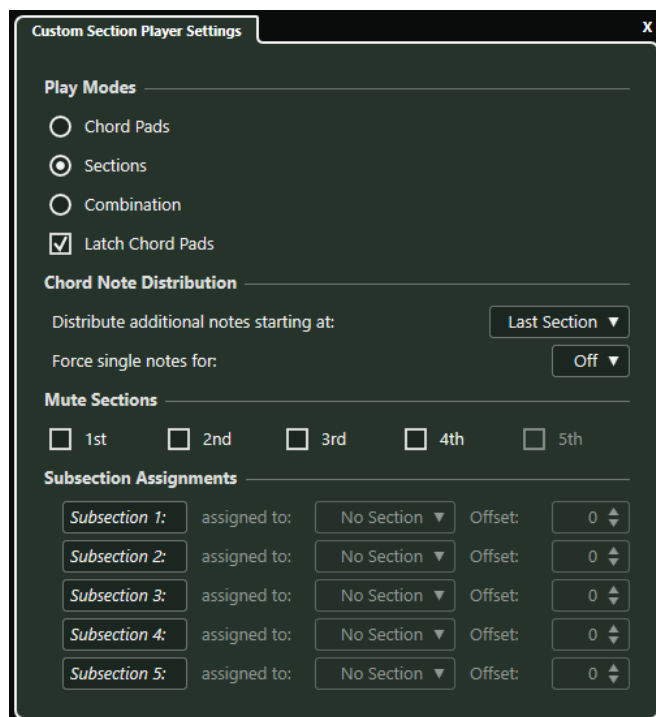 Custom Section Player Settings X
Play Modes
Chord Pads
Sections
Combination
Latch Chord Pads
Chord Note Distribution
Distribute additional notes starting at: Last Section
Force single notes for: Off
Mute Sections
1st 2nd 3rd 4th 5th
Subsection Assignments
Subsection 1: assigned to: No Section Offset: 0
Subsection 2: assigned to: No Section Offset: 0
Subsection 3: assigned to: No Section Offset: 0
Subsection 4: assigned to: No Section Offset: 0
Subsection 5: assigned to: No Section Offset: 0